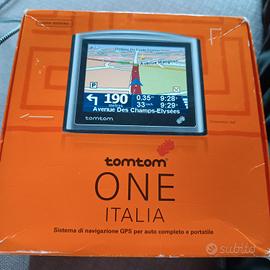 190
0.35
9:28
33
9:29
Avenue Des Champs-Elysées
tomtom
tomtom
ONE
ITALIA
Sistema di navigazione GPS per auto completo e portatile
subito